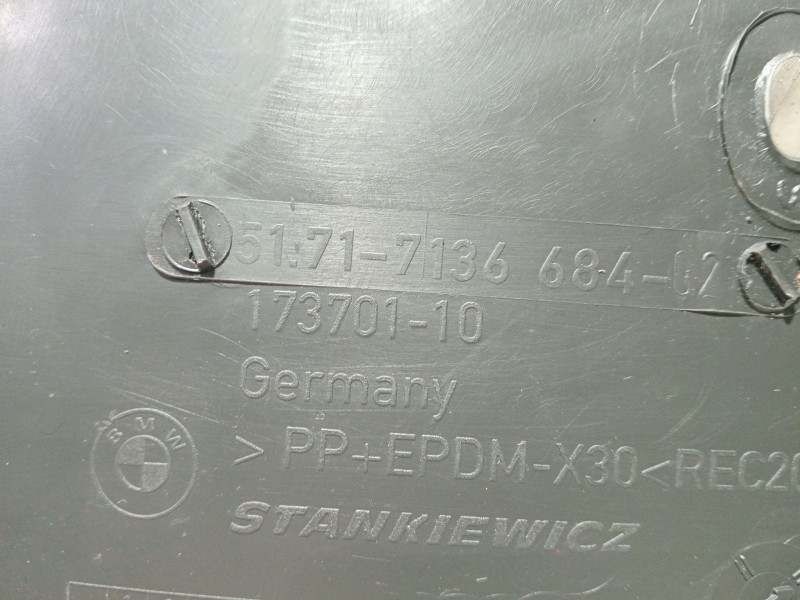 51.71-7136 684-02
173701-10
Germany
BMW
> PP+EPDM-X30<REC20
STANKIEWICZ